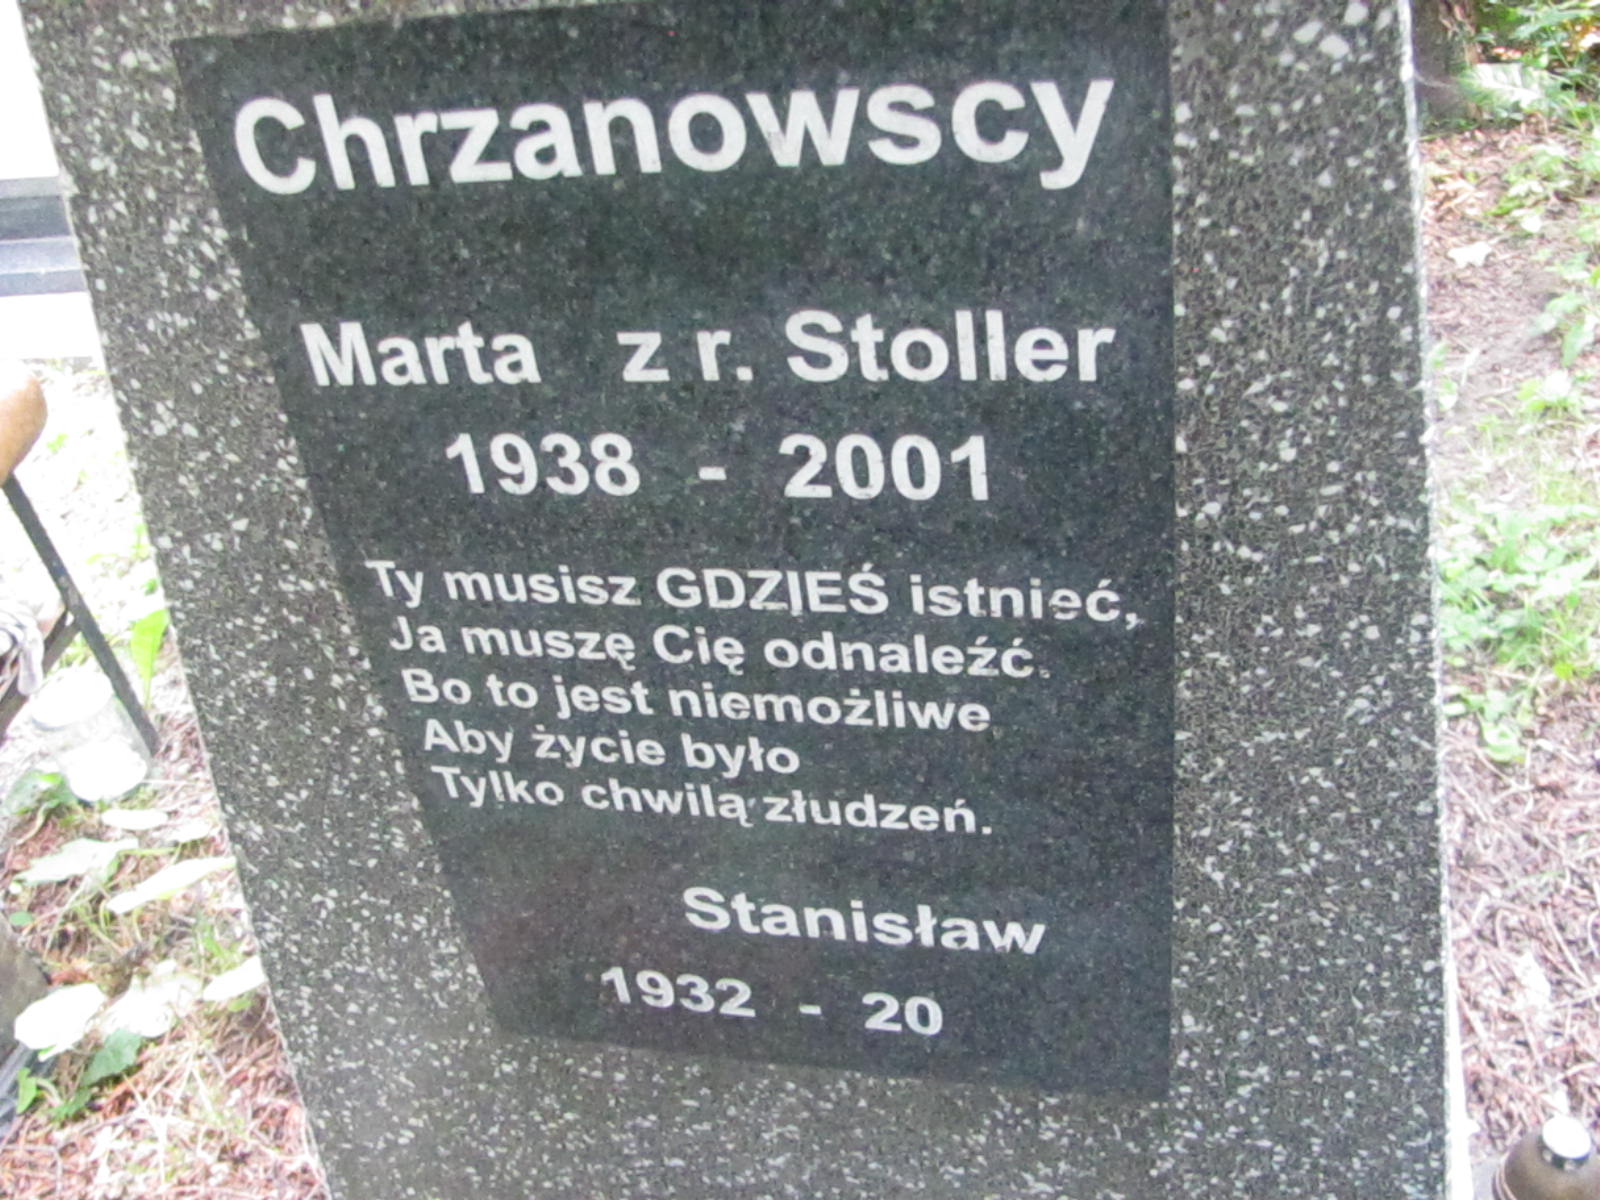 Chrzanowscy
Marta z r. Stoller
1938 - 2001
Ty musisz GDZIEŚ istnieć,
Ja muszę Cię odnaleźć.
Bo to jest niemożliwe
Aby życie było
Tylko chwilą złudzeń.
Stanisław
1932 - 20